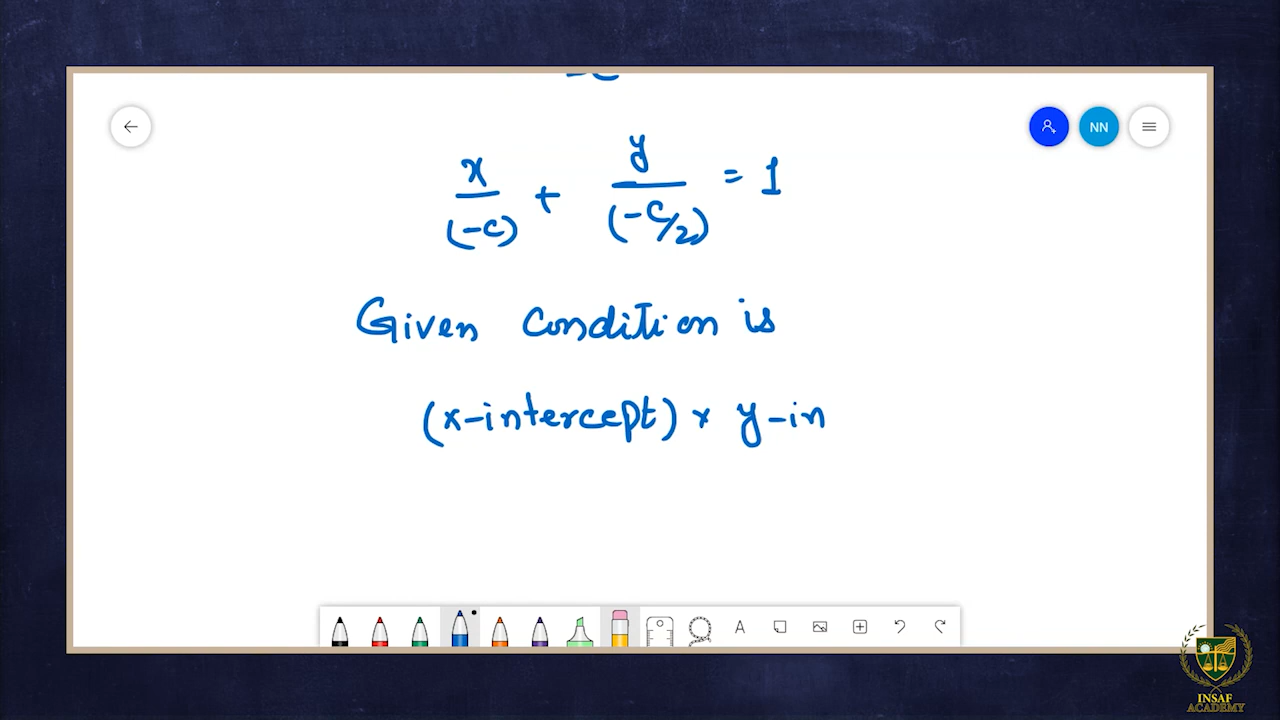 NN
x/(-c) + y/(-c/2) = 1
Given condition is
(x-intercept) × y-in
A
INSAF
ACADEMY